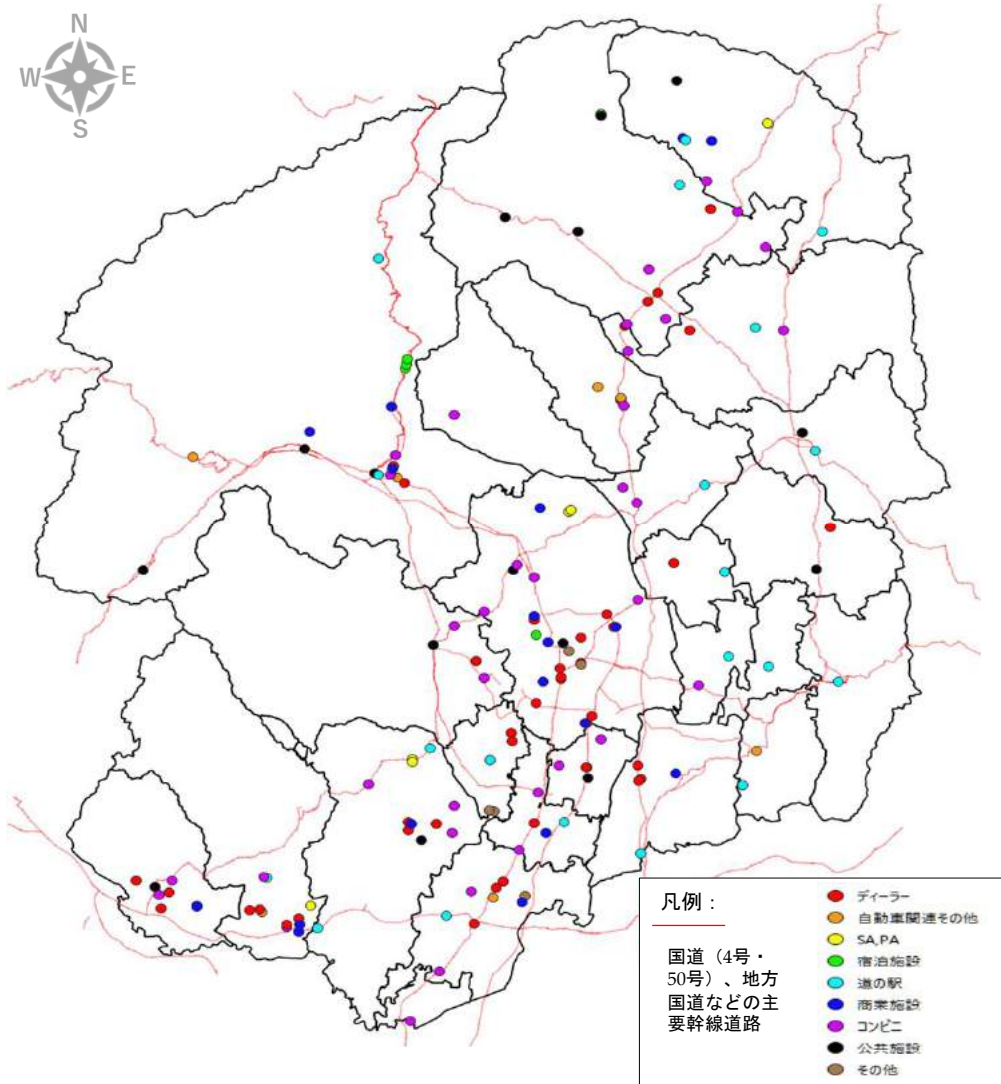 N
W E
S
凡例：
国道（4号・
50号）、地方
国道などの主
要幹線道路
ディーラー
自動車関連その他
SA,PA
宿泊施設
道の駅
商業施設
コンビニ
公共施設
その他